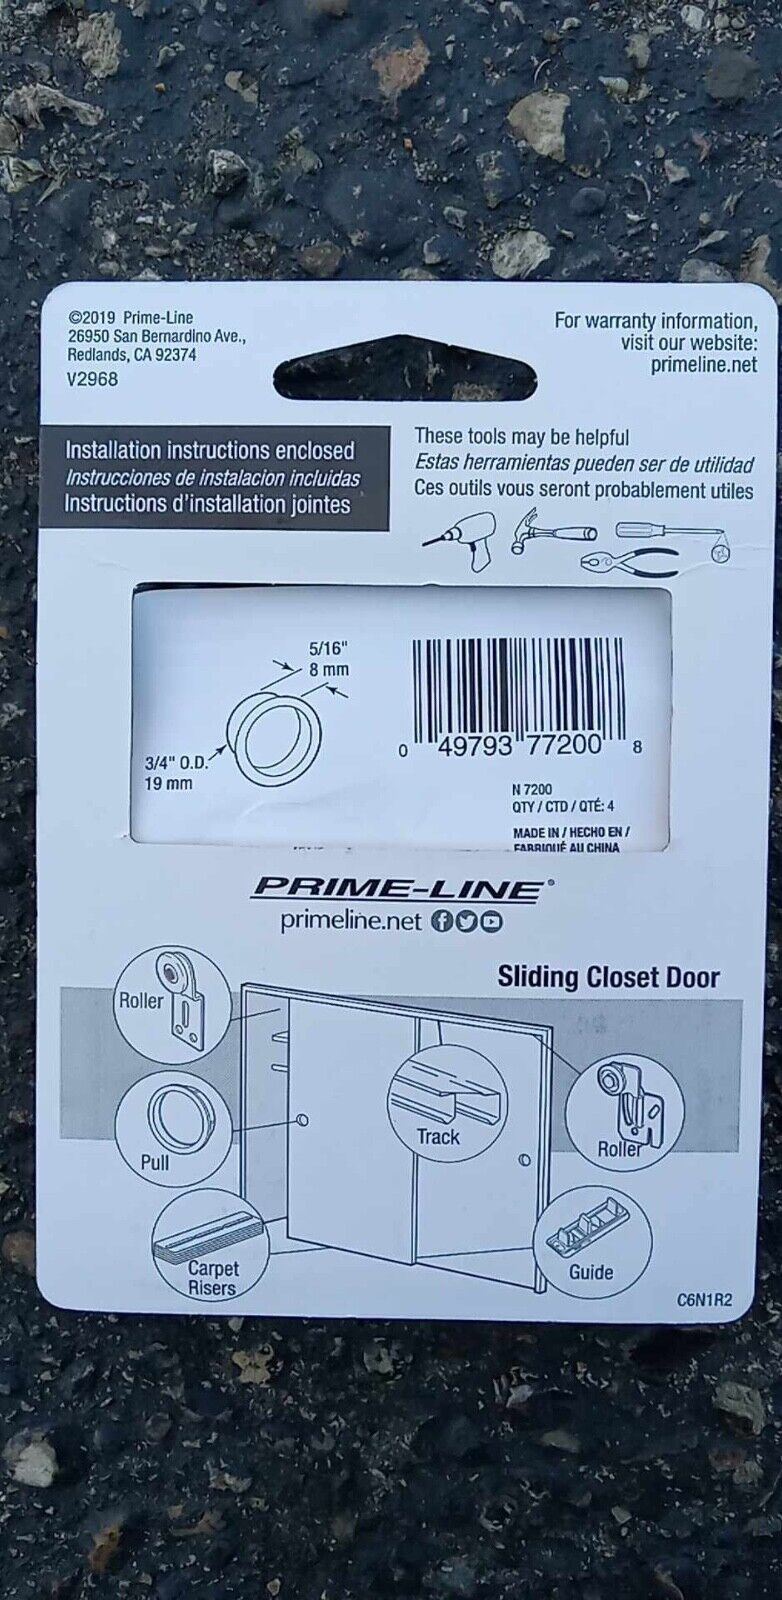 ©2019 Prime-Line
26950 San Bernardino Ave.,
Redlands, CA 92374
V2968
For warranty information,
visit our website:
primeline.net
Installation instructions enclosed
Instrucciones de instalacion incluidas
Instructions d'installation jointes
These tools may be helpful
Estas herramientas pueden ser de utilidad
Ces outils vous seront probablement utiles
5/16"
8 mm
3/4" O.D.
19 mm
0 49793 77200 8
N 7200
QTY / CTD / QTÉ: 4
MADE IN / HECHO EN /
FABRIQUÉ AU CHINA
PRIME-LINE®
primeline.net
Sliding Closet Door
Roller
Pull
Track
Roller
Carpet
Risers
Guide
C6N1R2